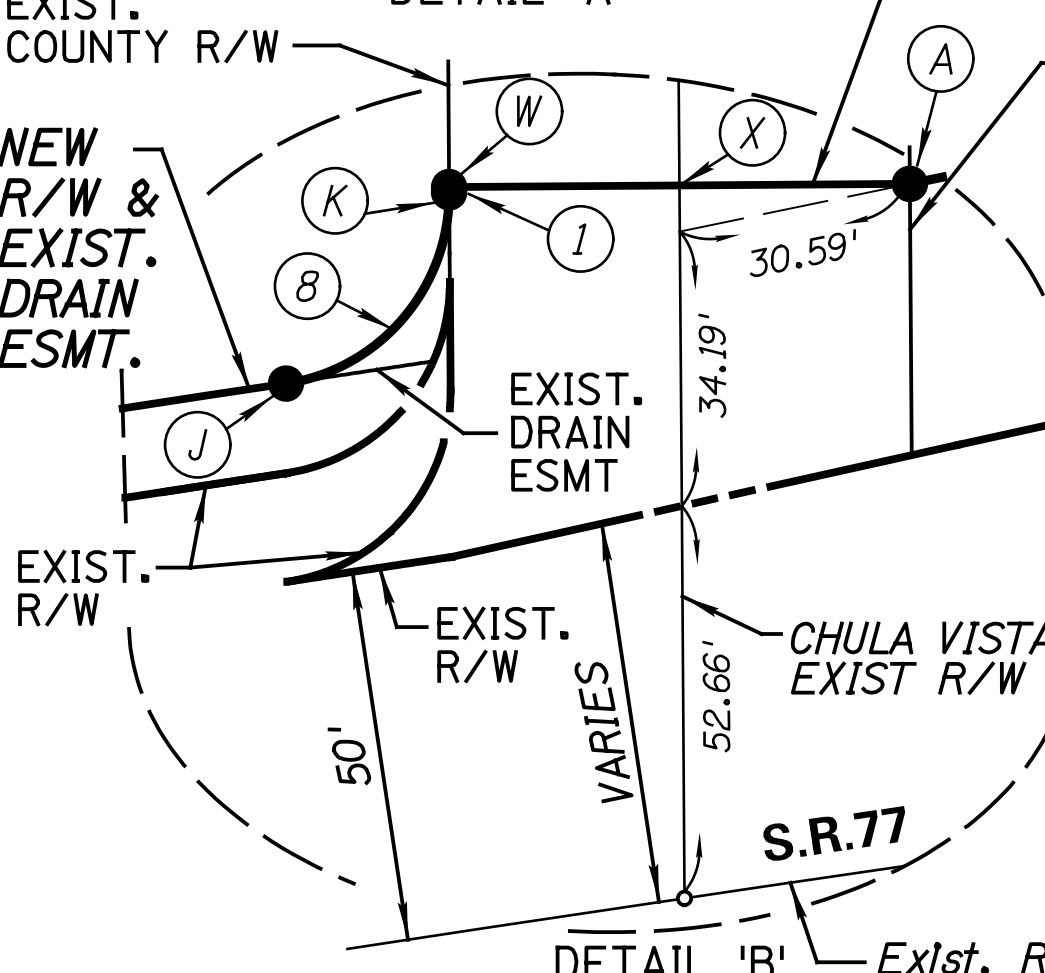 EXIST.
COUNTY R/W
NEW
R/W &
EXIST.
DRAIN
ESMT.
W
X
A
K
1
8
J
30.59'
34.19'
EXIST.
DRAIN
ESMT
EXIST.
R/W
EXIST.
R/W
CHULA VISTA
EXIST R/W
52.66'
50'
VARIES
S.R.77
DETAIL 'B'
Exist. R